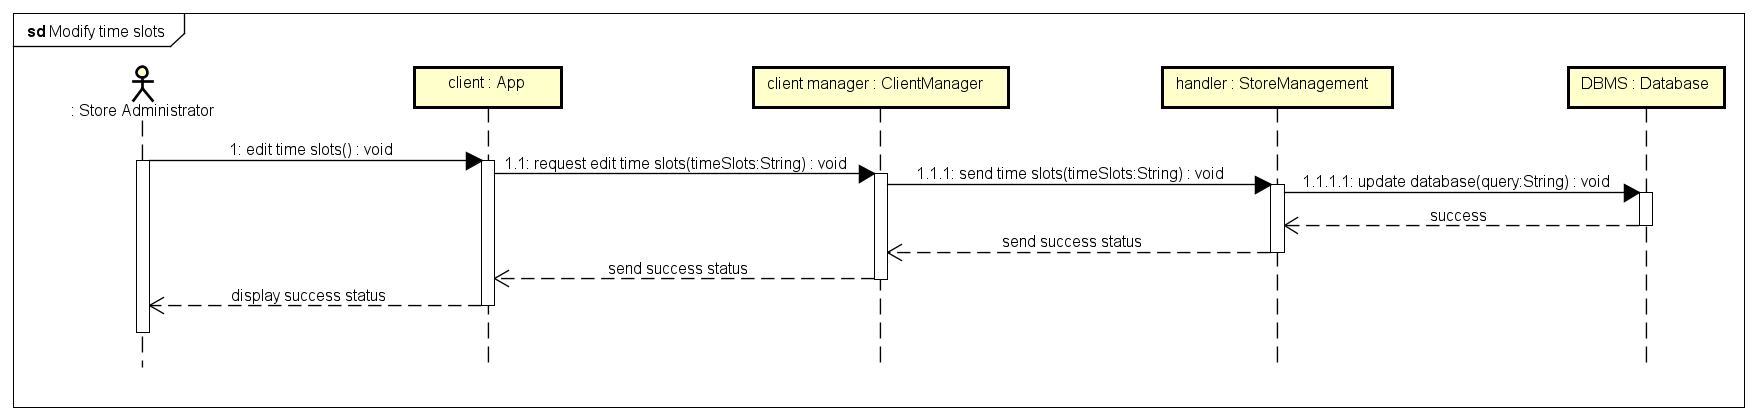 sd Modify time slots
: Store Administrator
client : App
client manager : ClientManager
handler : StoreManagement
DBMS : Database
1: edit time slots() : void
1.1: request edit time slots(timeSlots:String) : void
1.1.1: send time slots(timeSlots:String) : void
1.1.1.1: update database(query:String) : void
success
send success status
send success status
display success status